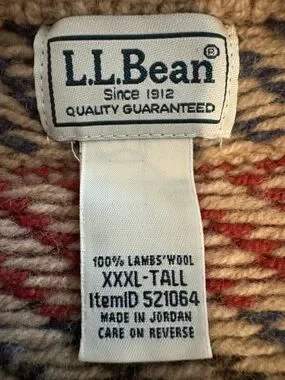 L.L.Bean®
Since 1912
QUALITY GUARANTEED
100% LAMBS' WOOL
XXXL-TALL
ItemID 521064
MADE IN JORDAN
CARE ON REVERSE